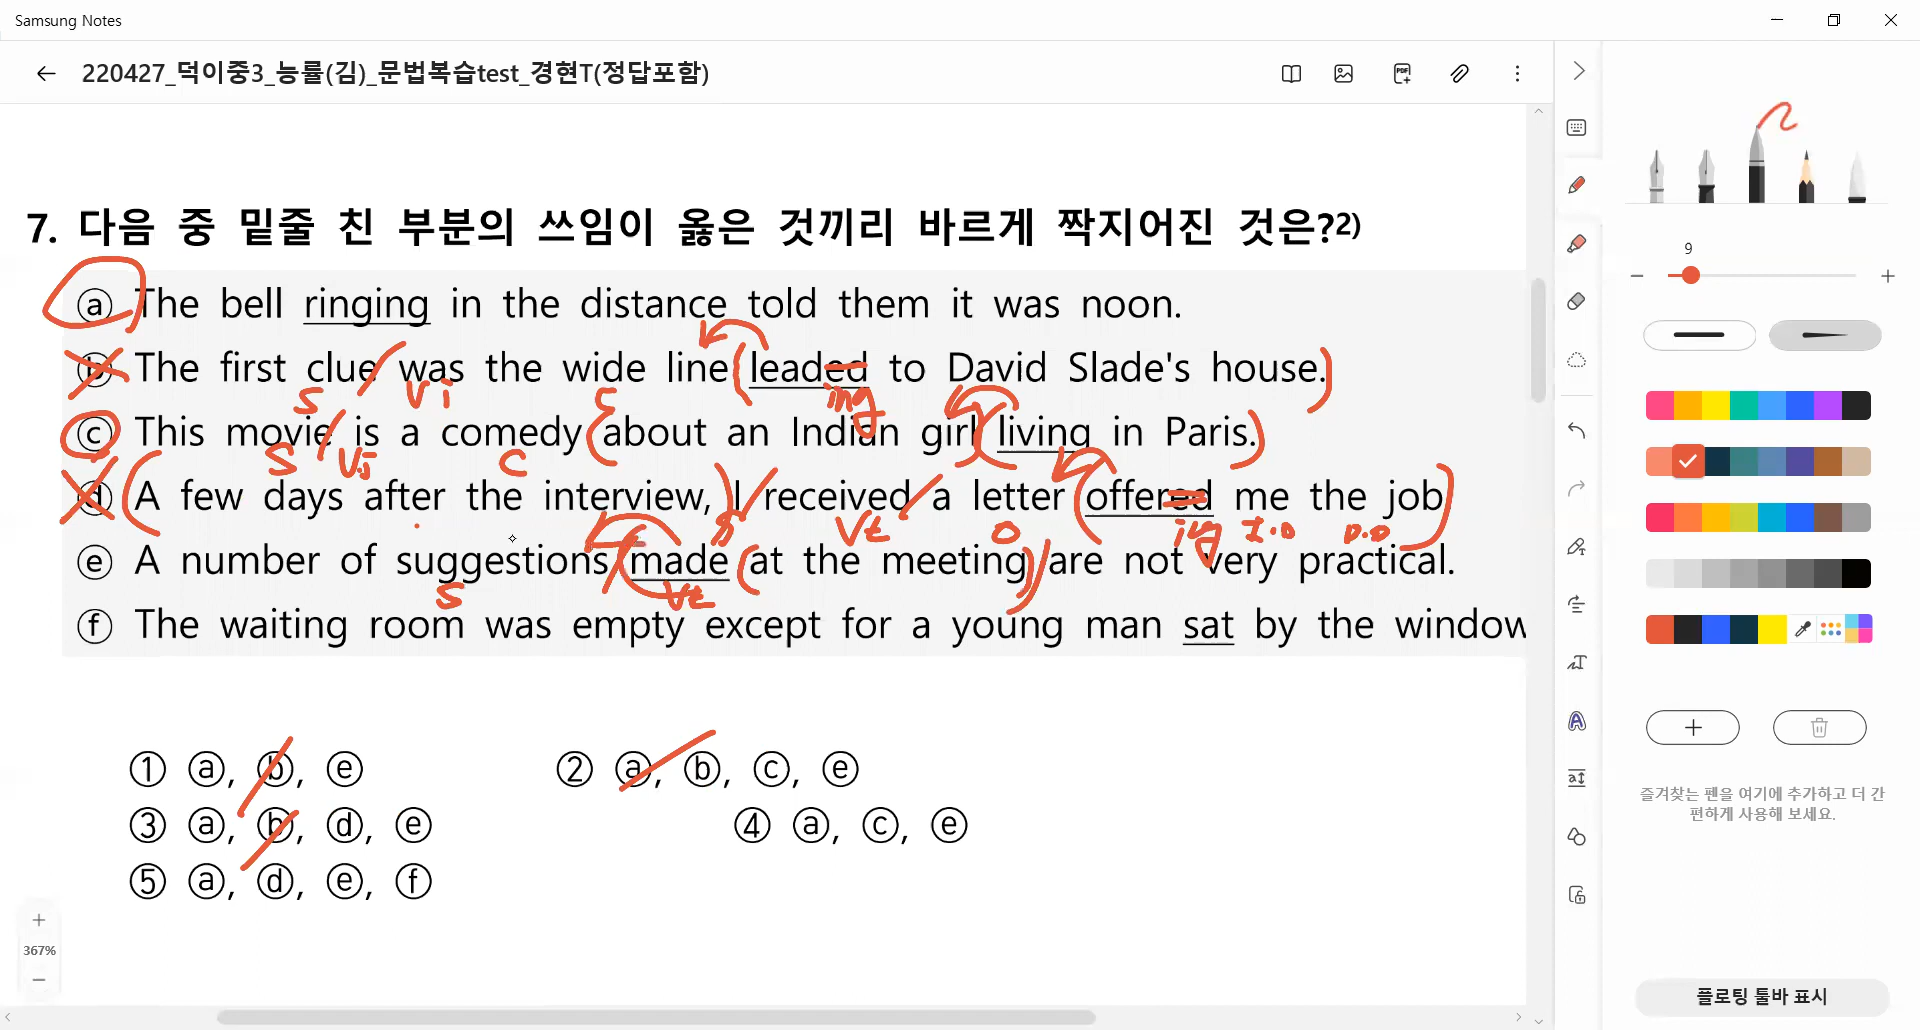 Samsung Notes
220427_덕이중3_능률(김)_문법복습test_경현T(정답포함)
7. 다음 중 밑줄 친 부분의 쓰임이 옳은 것끼리 바르게 짝지어진 것은?2)
ⓐ The bell ringing in the distance told them it was noon.
ⓑ The first clue was the wide line leaded to David Slade's house.
S Vi ing
ⓒ This movie is a comedy about an Indian girl living in Paris.
S Vi C
ⓓ A few days after the interview, I received a letter offered me the job
S Vt O ing I.O D.O
ⓔ A number of suggestions made at the meeting are not very practical.
S Vt
ⓕ The waiting room was empty except for a young man sat by the window
① ⓐ, ⓑ, ⓔ ② ⓐ, ⓑ, ⓒ, ⓔ
③ ⓐ, ⓑ, ⓓ, ⓔ ④ ⓐ, ⓒ, ⓔ
⑤ ⓐ, ⓓ, ⓔ, ⓕ
367%
9
즐겨찾는 펜을 여기에 추가하고 더 간
편하게 사용해 보세요.
플로팅 툴바 표시